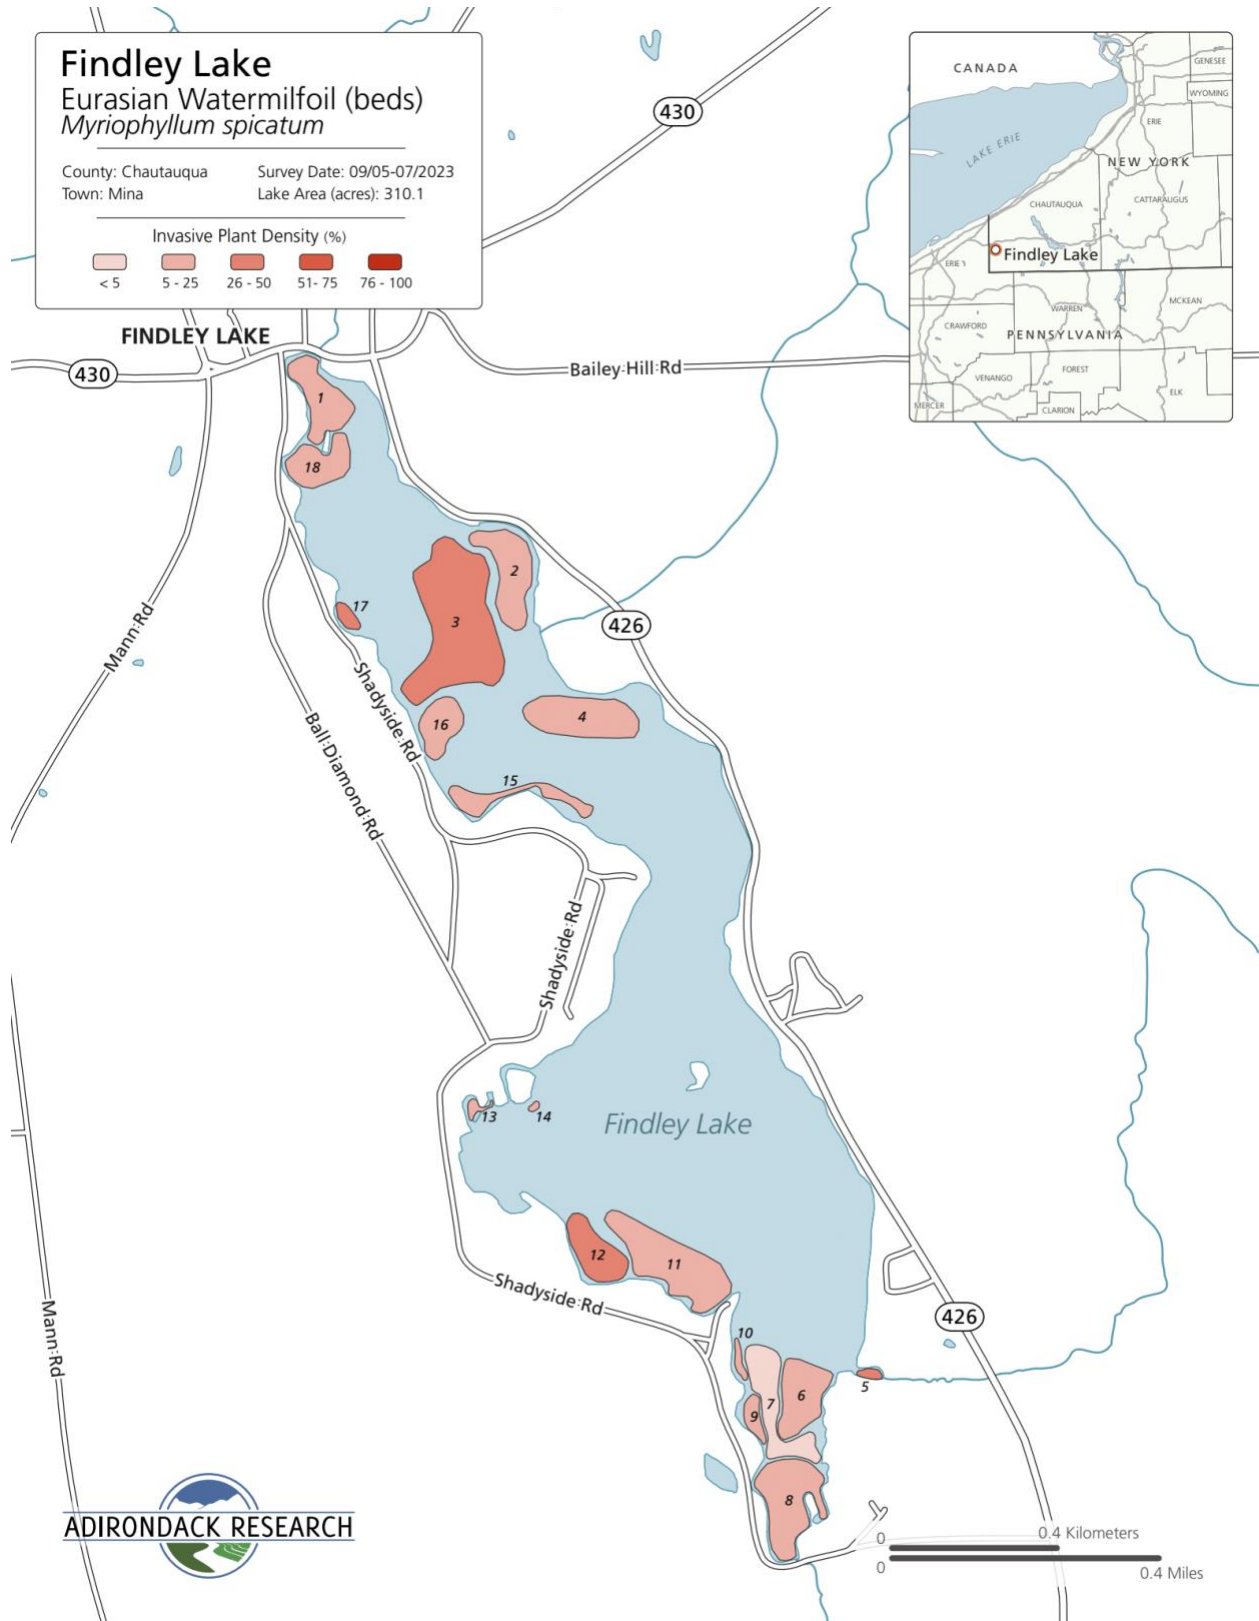 Findley Lake
Eurasian Watermilfoil (beds)
Myriophyllum spicatum
County: Chautauqua
Survey Date: 09/05-07/2023
Town: Mina
Lake Area (acres): 310.1
Invasive Plant Density (%)
< 5
5 - 25
26 - 50
51- 75
76 - 100
CANADA
GENESEE
WYOMING
ERIE
LAKE ERIE
NEW YORK
CHAUTAUQUA
CATTARAUGUS
Findley Lake
ERIE
WARREN
MCKEAN
CRAWFORD
PENNSYLVANIA
VENANGO
FOREST
ELK
MERCER
CLARION
430
FINDLEY LAKE
430
Bailey Hill Rd
1
18
2
17
3
426
Mann Rd
Shadyside Rd
16
4
Ball Diamond Rd
15
Shadyside Rd
13
14
Findley Lake
12
11
Shadyside Rd
426
Mann Rd
10
5
6
7
9
8
ADIRONDACK RESEARCH
0
0.4 Kilometers
0
0.4 Miles